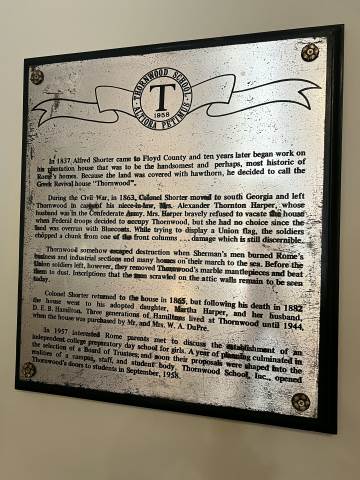 THORNWOOD SCHOOL
T
1958
ALTIORA PETIMUS
In 1837 Alfred Shorter came to Floyd County and ten years later began work on
his plantation house that was to be the handsomest and perhaps, most historic of
Rome's homes. Because the land was covered with hawthorn, he decided to call the
Greek Revival house "Thornwood".
During the Civil War, in 1863, Colonel Shorter moved to south Georgia and left
Thornwood in care of his niece-in-law, Mrs. Alexander Thornton Harper, whose
husband was in the Confederate Army. Mrs. Harper bravely refused to vacate the house
when Federal troops decided to occupy Thornwood, but she had no choice since the
land was overrun with Bluecoats. While trying to display a Union flag, the soldiers
chopped a chunk from one of the front columns . . . damage which is still discernible.
Thornwood somehow escaped destruction when Sherman's men burned Rome's
business and industrial sections and many homes on their march to the sea. Before the
Union soldiers left, however, they removed Thornwood's marble mantlepieces and beat
them to dust. Inscriptions that the men scrawled on the attic walls remain to be seen
today.
Colonel Shorter returned to the house in 1865, but following his death in 1882
the house went to his adopted daughter, Martha Harper, and her husband,
D. E. B. Hamilton. Three generations of Hamiltons lived at Thornwood until 1944,
when the house was purchased by Mr. and Mrs. W. A. DuPre.
In 1957 interested Rome parents met to discuss the establishment of an
independent college preparatory day school for girls. A year of planning culminated in
the selection of a Board of Trustees; and soon their proposals were shaped into the
realities of a campus, staff, and student body. Thornwood School, Inc., opened
Thornwood's doors to students in September, 1958.